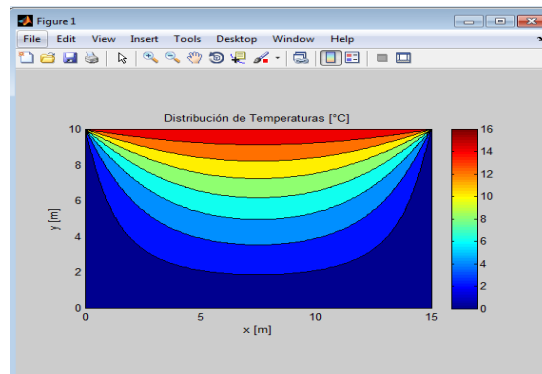 Figure 1
File Edit View Insert Tools Desktop Window Help
Distribución de Temperaturas [°C]
10
8
6
4
2
0
y [m]
0 5 10 15
x [m]
16
14
12
10
8
6
4
2
0